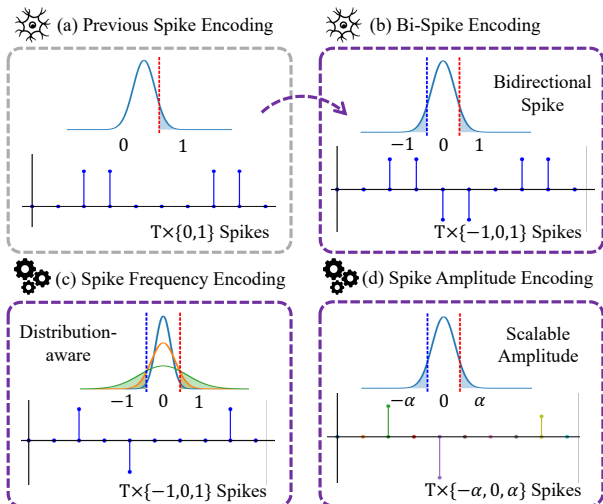 (a) Previous Spike Encoding
0 1
T×{0,1} Spikes
(b) Bi-Spike Encoding
Bidirectional
Spike
−1 0 1
T×{−1,0,1} Spikes
(c) Spike Frequency Encoding
Distribution-
aware
−1 0 1
T×{−1,0,1} Spikes
(d) Spike Amplitude Encoding
Scalable
Amplitude
−α 0 α
T×{−α, 0, α} Spikes